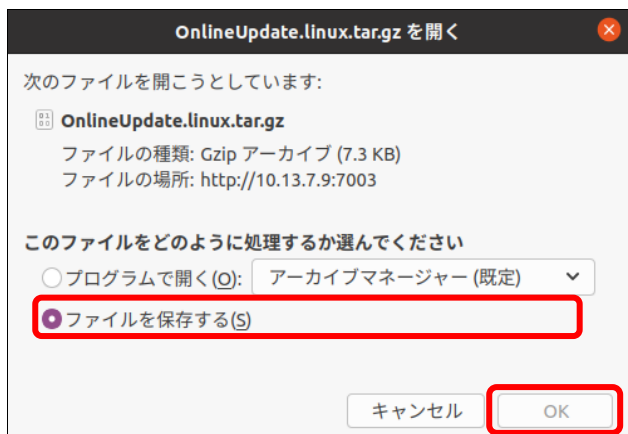 OnlineUpdate.linux.tar.gz を開く
次のファイルを開こうとしています:
OnlineUpdate.linux.tar.gz
ファイルの種類: Gzip アーカイブ (7.3 KB)
ファイルの場所: http://10.13.7.9:7003
このファイルをどのように処理するか選んでください
プログラムで開く(O): アーカイブマネージャー (既定)
ファイルを保存する(S)
キャンセル OK